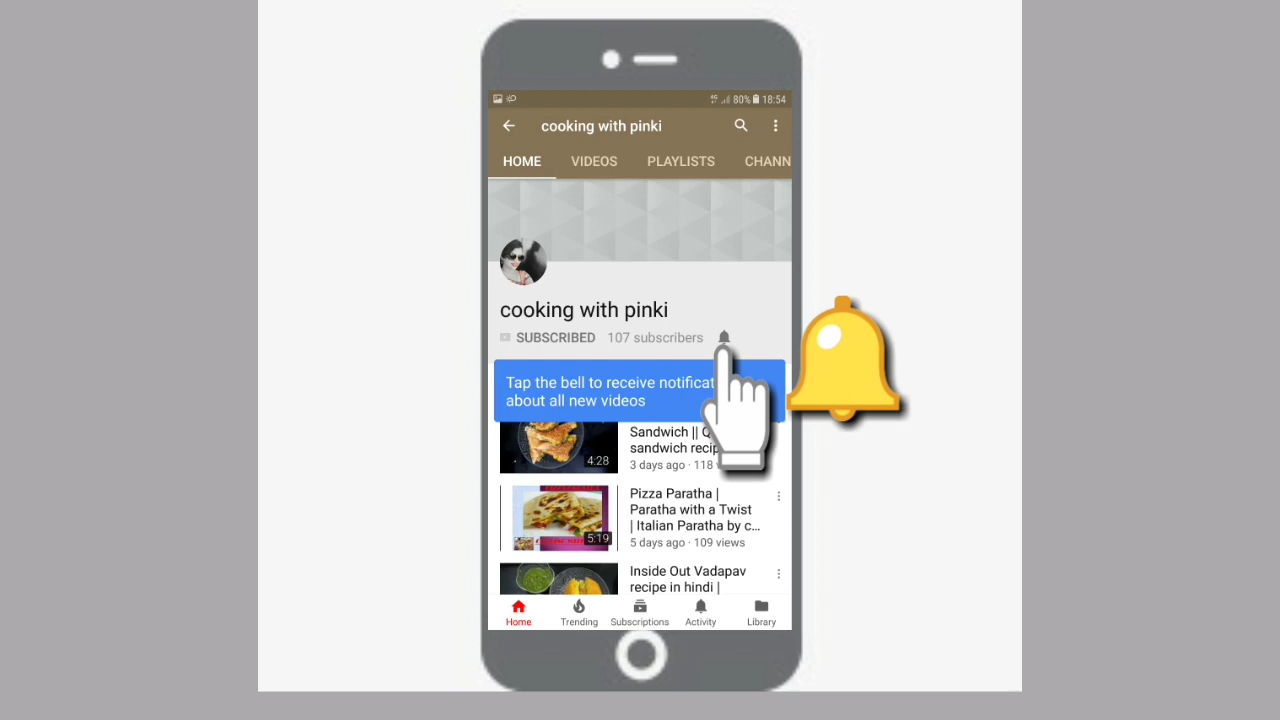 80% 18:54
cooking with pinki
HOME VIDEOS PLAYLISTS CHANN
cooking with pinki
SUBSCRIBED 107 subscribers
Tap the bell to receive notificat
about all new videos
Sandwich || Q
sandwich recip
3 days ago · 118 v
4:28
Pizza Paratha |
Paratha with a Twist
| Italian Paratha by c...
5 days ago · 109 views
5:19
Inside Out Vadapav
recipe in hindi |
Home Trending Subscriptions Activity Library